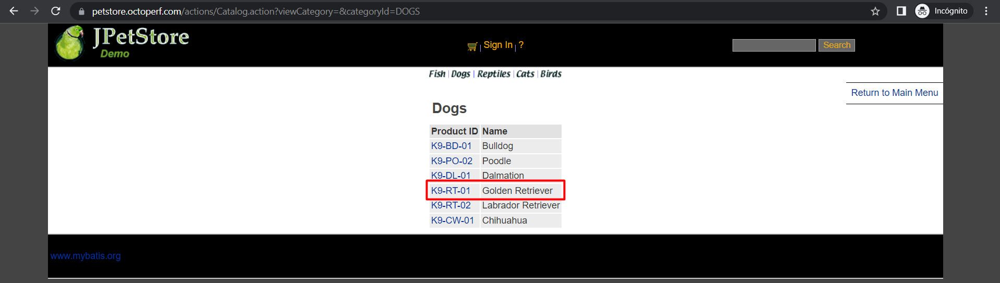 petstore.octoperf.com/actions/Catalog.action?viewCategory=&categoryId=DOGS
Incógnito
JPetStore
Demo
Sign In | ?
Search
Fish | Dogs | Reptiles | Cats | Birds
Return to Main Menu
Dogs
Product ID Name
K9-BD-01 Bulldog
K9-PO-02 Poodle
K9-DL-01 Dalmation
K9-RT-01 Golden Retriever
K9-RT-02 Labrador Retriever
K9-CW-01 Chihuahua
www.mybatis.org